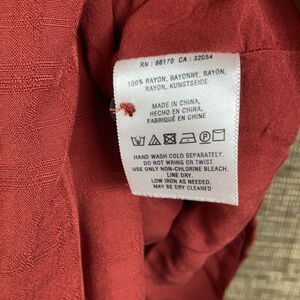 RN : 66170 CA : 32054
100% RAYON, RAYONNE, RAYÓN,
RAYON, KUNSTSEIDE
MADE IN CHINA,
HECHO EN CHINA,
FABRIQUÉ EN CHINE
HAND WASH COLD SEPARATELY.
DO NOT WRING OR TWIST.
USE ONLY NON-CHLORINE BLEACH.
LINE DRY.
LOW IRON AS NEEDED.
MAY BE DRY CLEANED